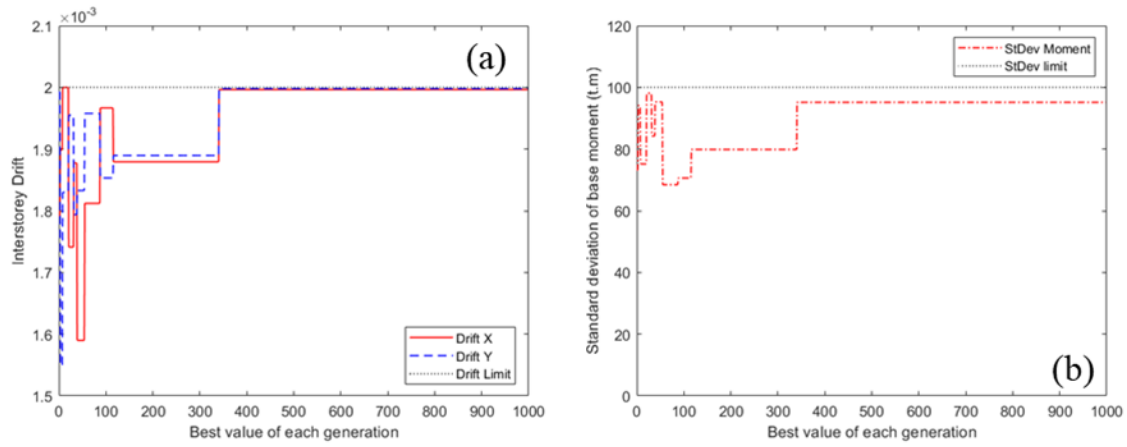 ×10⁻³
(a)
2.1
2
1.9
1.8
1.7
1.6
1.5
Interstorey Drift
Drift X
Drift Y
Drift Limit
0 100 200 300 400 500 600 700 800 900 1000
Best value of each generation
120
100
80
60
40
20
0
Standard deviation of base moment (t.m)
StDev Moment
StDev limit
(b)
0 100 200 300 400 500 600 700 800 900 1000
Best value of each generation